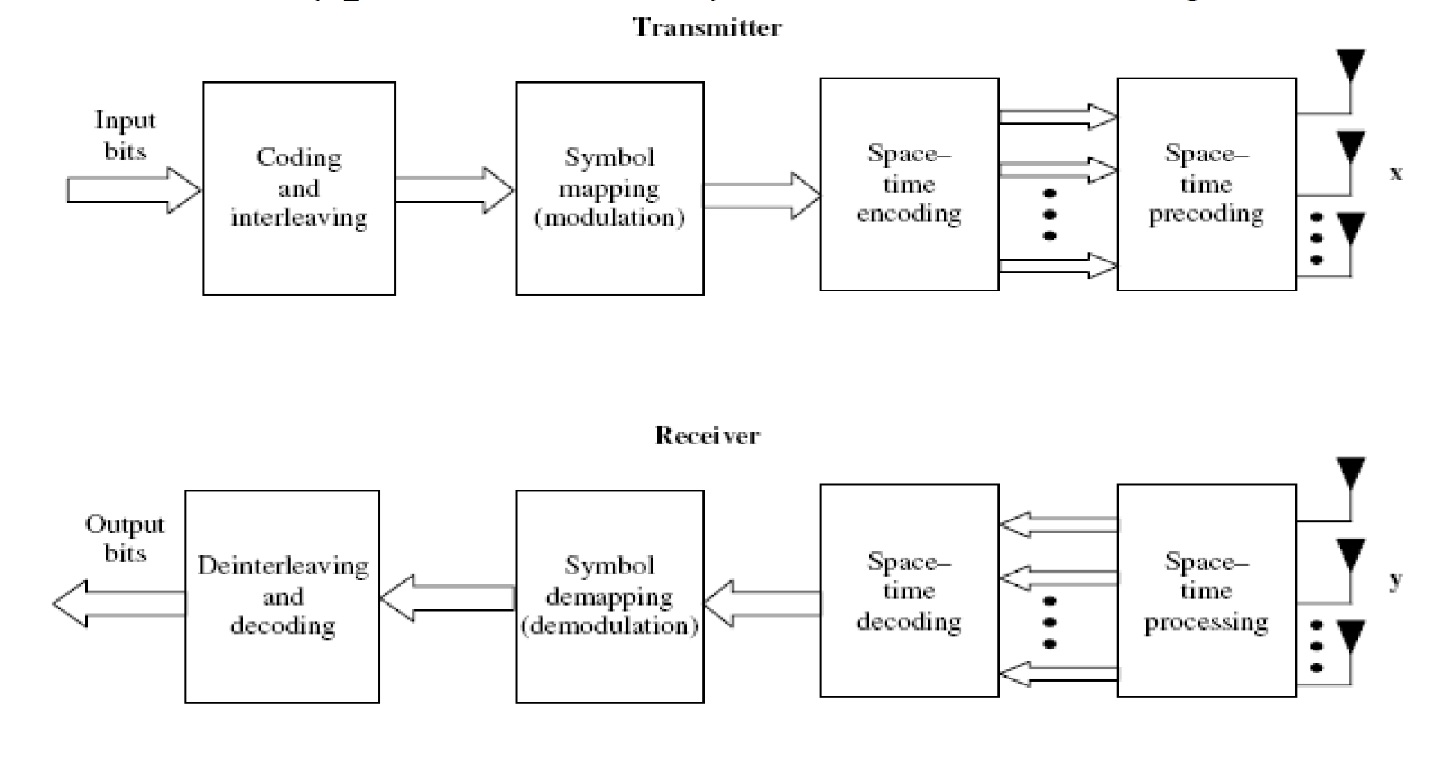 Transmitter
Input
bits
Coding
and
interleaving
Symbol
mapping
(modulation)
Space–
time
encoding
Space–
time
precoding
x
Receiver
Output
bits
Deinterleaving
and
decoding
Symbol
demapping
(demodulation)
Space–
time
decoding
Space–
time
processing
y